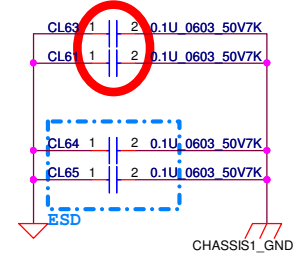 CL63 1 2 0.1U_0603_50V7K
CL61 1 2 0.1U_0603_50V7K
CL64 1 2 0.1U_0603_50V7K
CL65 1 2 0.1U_0603_50V7K
ESD
CHASSIS1_GND